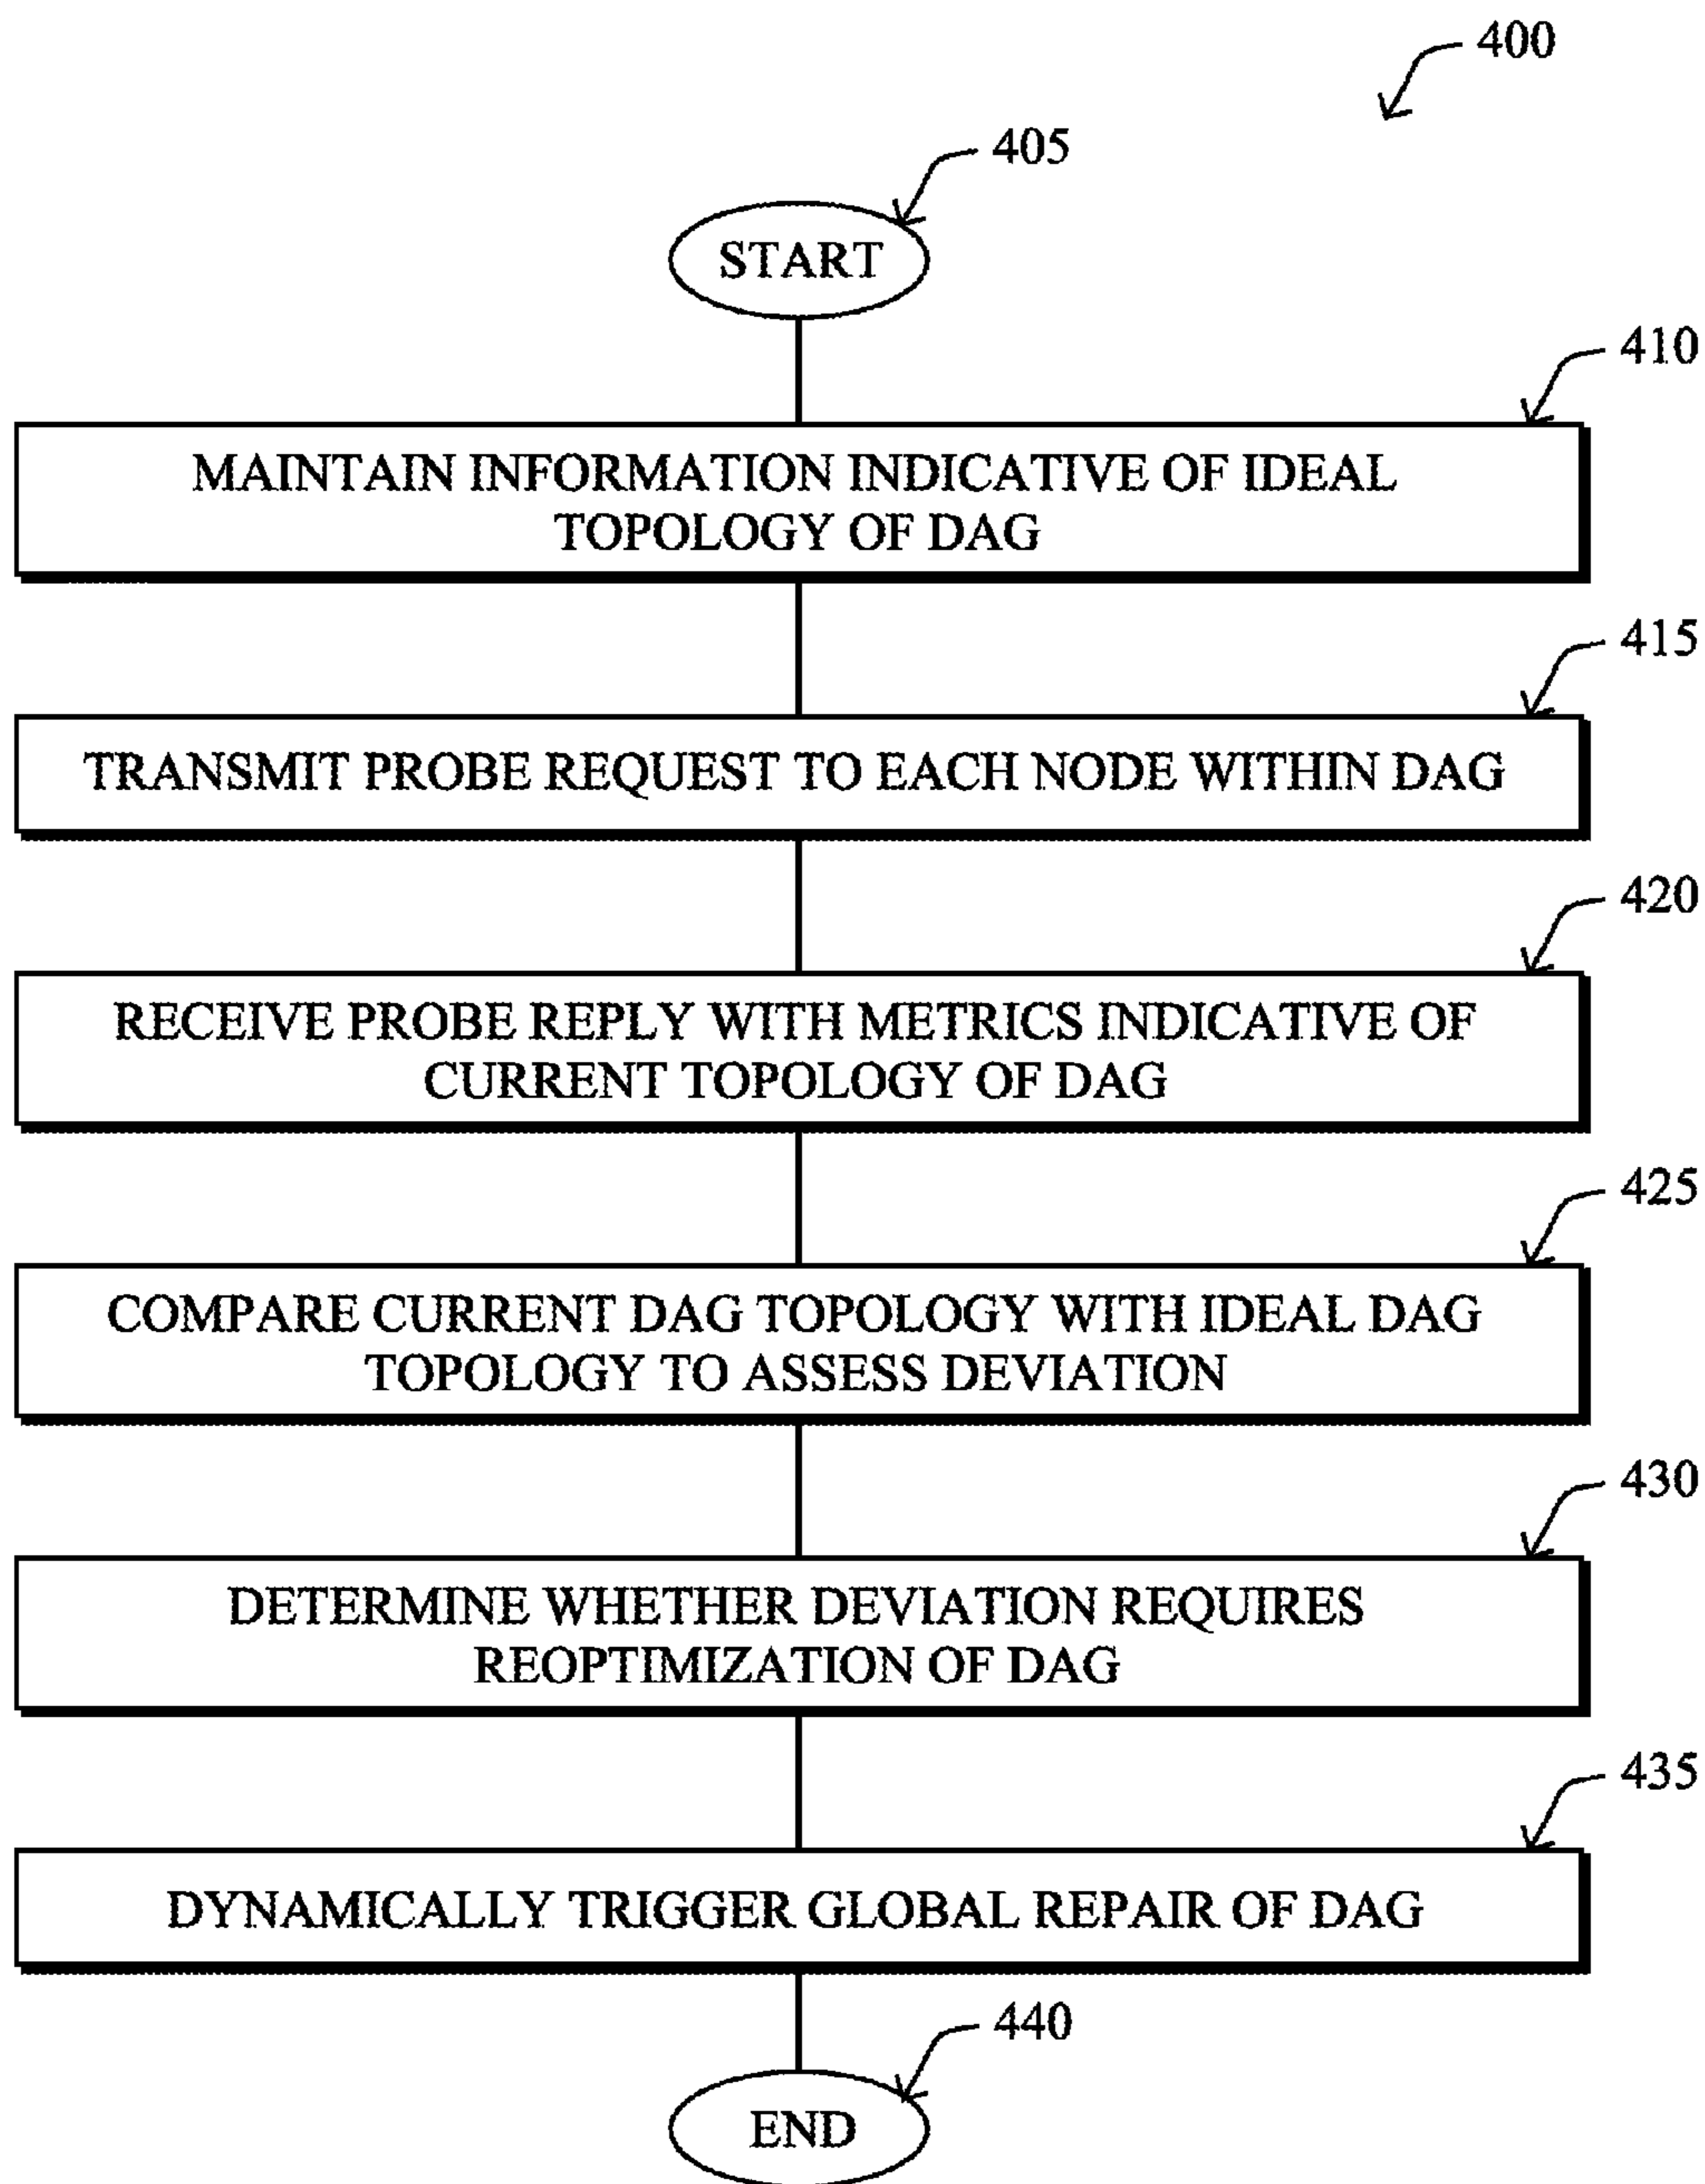 400
405
START
410
MAINTAIN INFORMATION INDICATIVE OF IDEAL
TOPOLOGY OF DAG
415
TRANSMIT PROBE REQUEST TO EACH NODE WITHIN DAG
420
RECEIVE PROBE REPLY WITH METRICS INDICATIVE OF
CURRENT TOPOLOGY OF DAG
425
COMPARE CURRENT DAG TOPOLOGY WITH IDEAL DAG
TOPOLOGY TO ASSESS DEVIATION
430
DETERMINE WHETHER DEVIATION REQUIRES
REOPTIMIZATION OF DAG
435
DYNAMICALLY TRIGGER GLOBAL REPAIR OF DAG
440
END